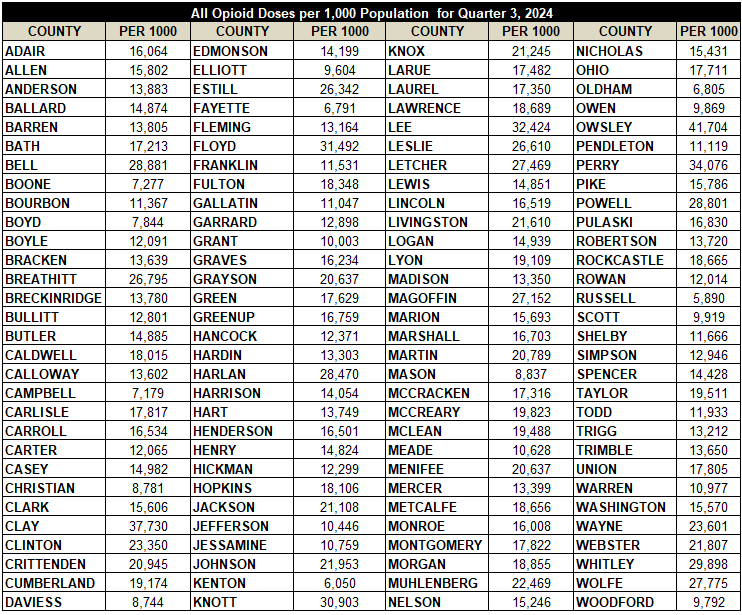 All Opioid Doses per 1,000 Population for Quarter 3, 2024
COUNTY PER 1000 COUNTY PER 1000 COUNTY PER 1000 COUNTY PER 1000
ADAIR 16,064 EDMONSON 14,199 KNOX 21,245 NICHOLAS 15,431
ALLEN 15,802 ELLIOTT 9,604 LARUE 17,482 OHIO 17,711
ANDERSON 13,883 ESTILL 26,342 LAUREL 17,350 OLDHAM 6,805
BALLARD 14,874 FAYETTE 6,791 LAWRENCE 18,689 OWEN 9,869
BARREN 13,805 FLEMING 13,164 LEE 32,424 OWSLEY 41,704
BATH 17,213 FLOYD 31,492 LESLIE 26,610 PENDLETON 11,119
BELL 28,881 FRANKLIN 11,531 LETCHER 27,469 PERRY 34,076
BOONE 7,277 FULTON 18,348 LEWIS 14,851 PIKE 15,786
BOURBON 11,367 GALLATIN 11,047 LINCOLN 16,519 POWELL 28,801
BOYD 7,844 GARRARD 12,898 LIVINGSTON 21,610 PULASKI 16,830
BOYLE 12,091 GRANT 10,003 LOGAN 14,939 ROBERTSON 13,720
BRACKEN 13,639 GRAVES 16,234 LYON 19,109 ROCKCASTLE 18,665
BREATHITT 26,795 GRAYSON 20,637 MADISON 13,350 ROWAN 12,014
BRECKINRIDGE 13,780 GREEN 17,629 MAGOFFIN 27,152 RUSSELL 5,890
BULLITT 12,801 GREENUP 16,759 MARION 15,693 SCOTT 9,919
BUTLER 14,885 HANCOCK 12,371 MARSHALL 16,703 SHELBY 11,666
CALDWELL 18,015 HARDIN 13,303 MARTIN 20,789 SIMPSON 12,946
CALLOWAY 13,602 HARLAN 28,470 MASON 8,837 SPENCER 14,428
CAMPBELL 7,179 HARRISON 14,054 MCCRACKEN 17,316 TAYLOR 19,511
CARLISLE 17,817 HART 13,749 MCCREARY 19,823 TODD 11,933
CARROLL 16,534 HENDERSON 16,501 MCLEAN 19,488 TRIGG 13,212
CARTER 12,065 HENRY 14,824 MEADE 10,628 TRIMBLE 13,650
CASEY 14,982 HICKMAN 12,299 MENIFEE 20,637 UNION 17,805
CHRISTIAN 8,781 HOPKINS 18,106 MERCER 13,399 WARREN 10,977
CLARK 15,606 JACKSON 21,108 METCALFE 18,656 WASHINGTON 15,570
CLAY 37,730 JEFFERSON 10,446 MONROE 16,008 WAYNE 23,601
CLINTON 23,350 JESSAMINE 10,759 MONTGOMERY 17,822 WEBSTER 21,807
CRITTENDEN 20,945 JOHNSON 21,953 MORGAN 18,855 WHITLEY 29,898
CUMBERLAND 19,174 KENTON 6,050 MUHLENBERG 22,469 WOLFE 27,775
DAVIESS 8,744 KNOTT 30,903 NELSON 15,246 WOODFORD 9,792